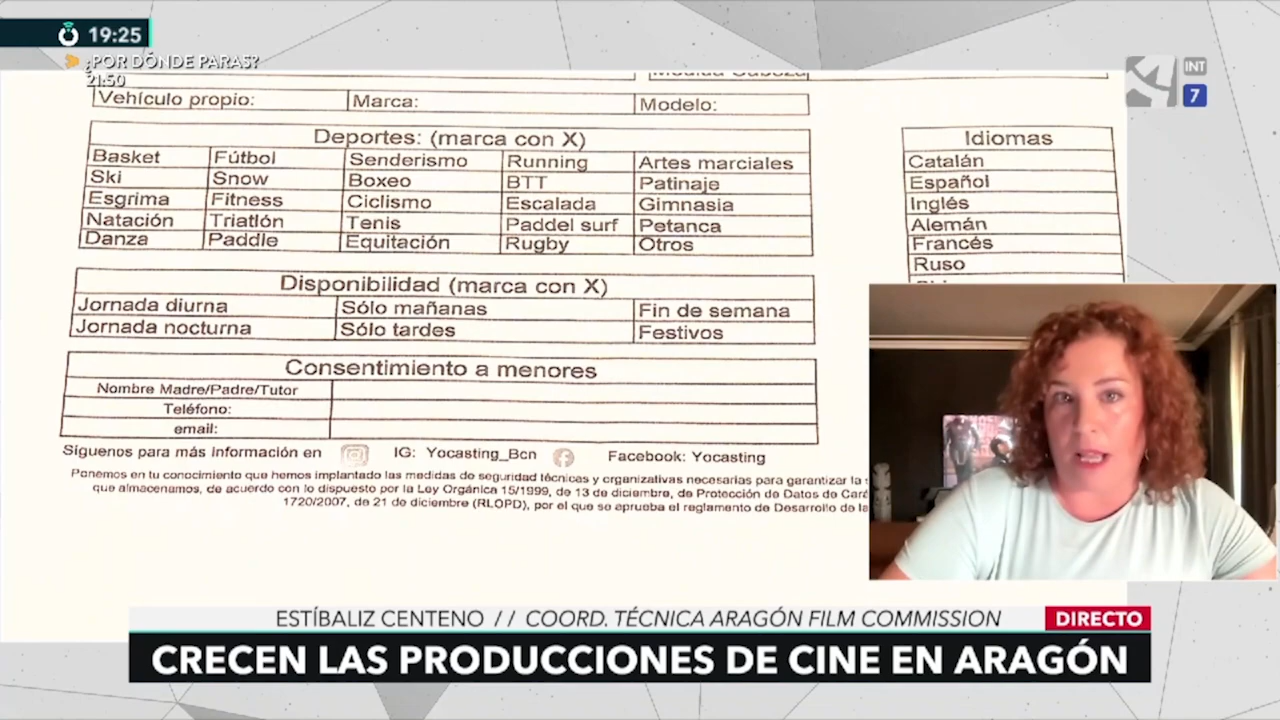 19:25
¿POR DÓNDE PARAS?
21:50
INT
7
Medida Cabeza
Vehículo propio: Marca: Modelo:
Deportes: (marca con X)
Basket Fútbol Senderismo Running Artes marciales
Ski Snow Boxeo BTT Patinaje
Esgrima Fitness Ciclismo Escalada Gimnasia
Natación Triatlón Tenis Paddel surf Petanca
Danza Paddle Equitación Rugby Otros
Idiomas
Catalán
Español
Inglés
Alemán
Francés
Ruso
Disponibilidad (marca con X)
Jornada diurna Sólo mañanas Fin de semana
Jornada nocturna Sólo tardes Festivos
Consentimiento a menores
Nombre Madre/Padre/Tutor
Teléfono:
email:
Síguenos para más información en IG: Yocasting_Bcn Facebook: Yocasting
Ponemos en tu conocimiento que hemos implantado las medidas de seguridad técnicas y organizativas necesarias para garantizar la
que almacenamos, de acuerdo con lo dispuesto por la Ley Orgánica 15/1999, de 13 de diciembre, de Protección de Datos de Cará
1720/2007, de 21 de diciembre (RLOPD), por el que se aprueba el reglamento de Desarrollo de la
ESTÍBALIZ CENTENO // COORD. TÉCNICA ARAGÓN FILM COMMISSION
DIRECTO
CRECEN LAS PRODUCCIONES DE CINE EN ARAGÓN